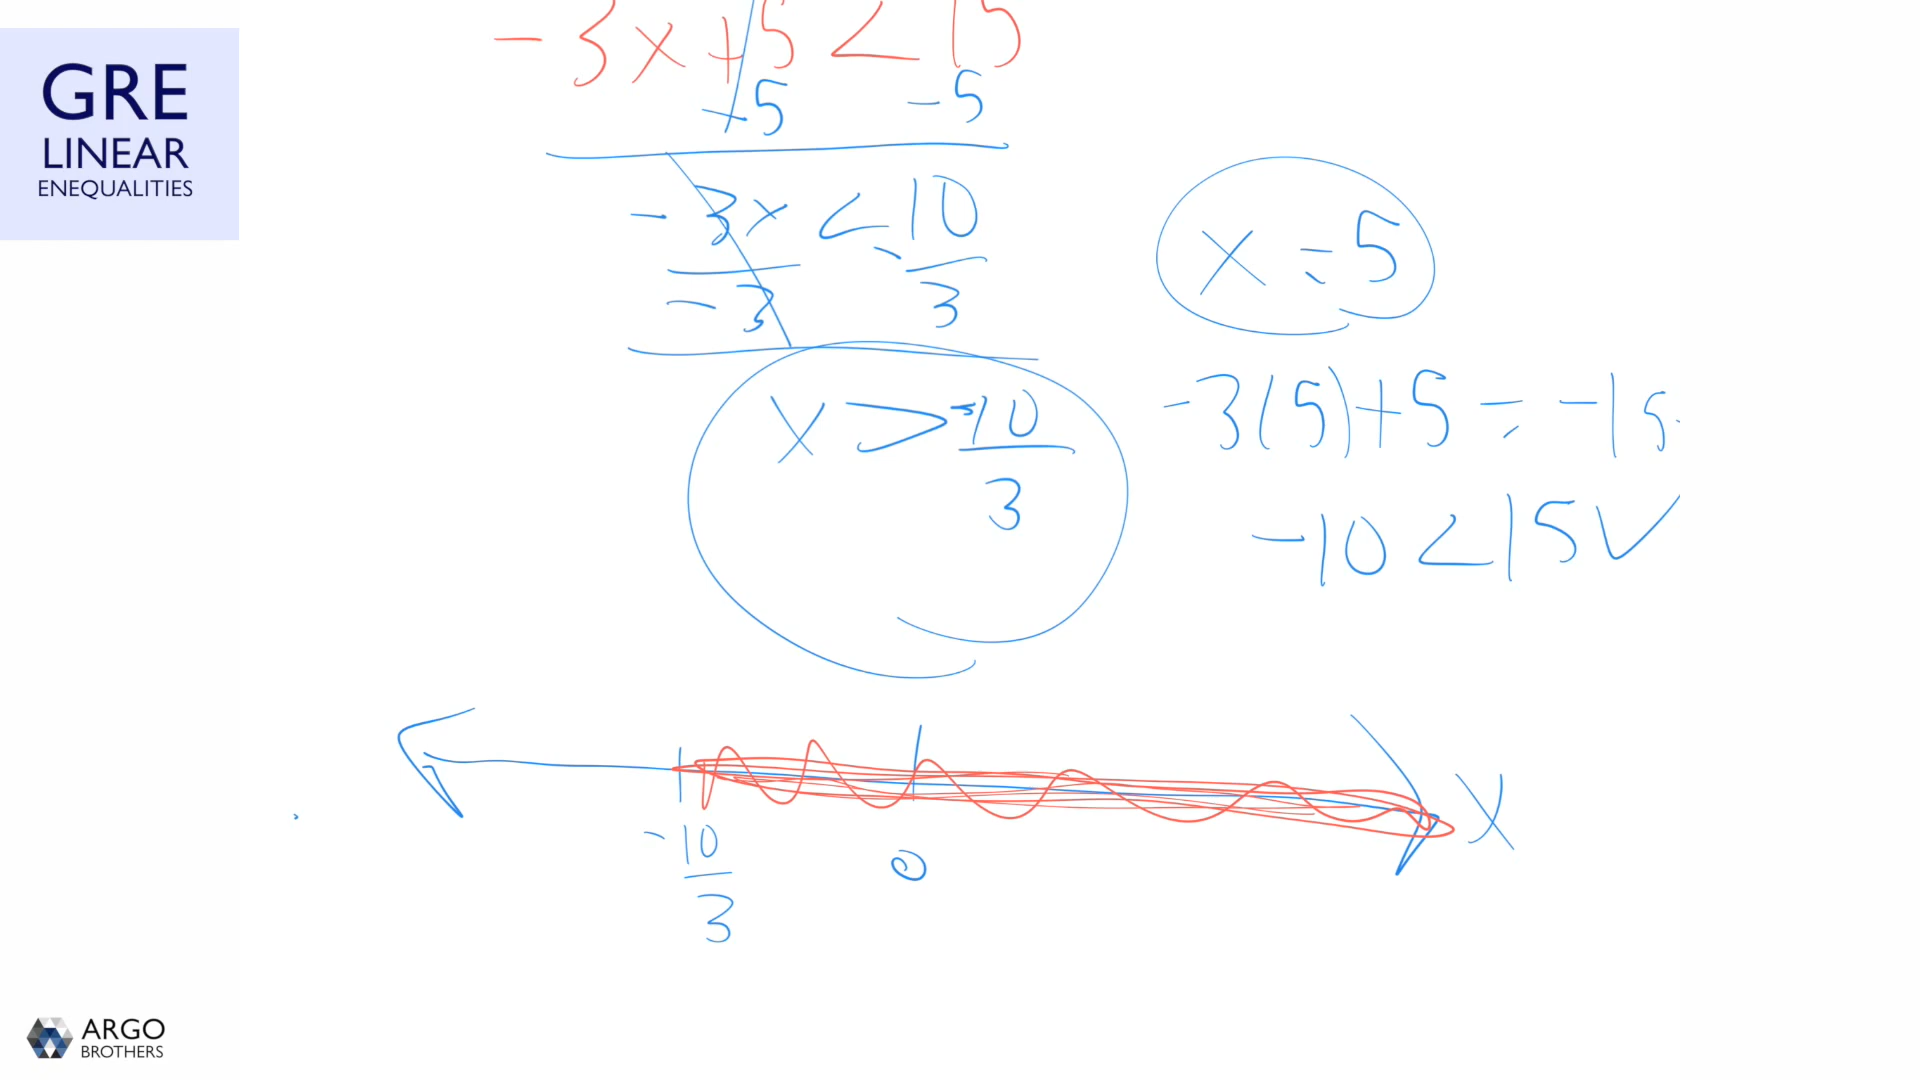 GRE
LINEAR
ENEQUALITIES
-3x+5<15
-5 -5
-3x < 10
-3 -3
x > -10/3
x = 5
-3(5)+5 = -15
-10<15✓
-10/3 0 x
ARGO
BROTHERS